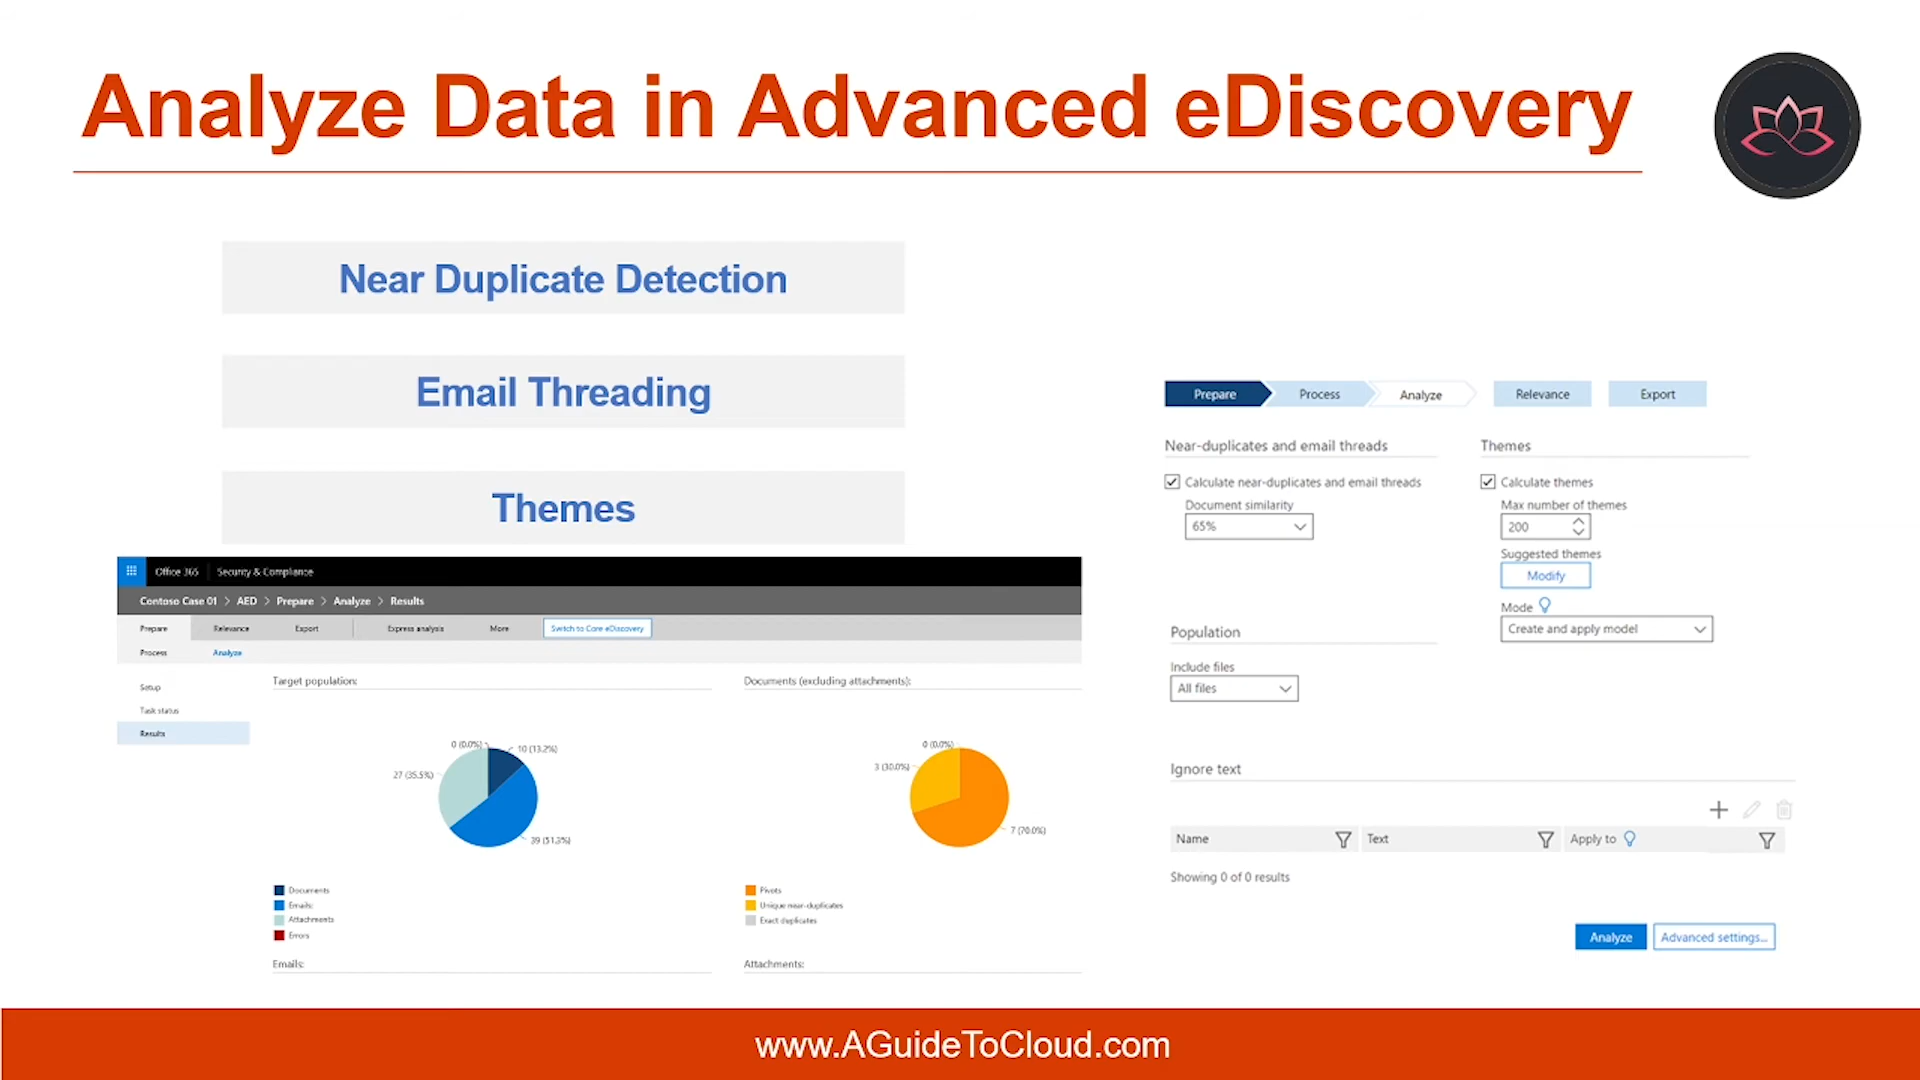 Analyze Data in Advanced eDiscovery
Near Duplicate Detection
Email Threading
Themes
Office 365 Security & Compliance
Contoso Case 01 > AED > Prepare > Analyze > Results
Prepare Relevance Export Express analysis More Switch to Core eDiscovery
Process Analyze
Setup
Task status
Results
Target population:
0 (0.0%)
10 (13.2%)
27 (35.5%)
39 (51.3%)
Documents
Emails:
Attachments
Errors
Emails:
Documents (excluding attachments):
0 (0.0%)
3 (30.0%)
7 (70.0%)
Pivots
Unique near-duplicates
Exact duplicates
Attachments:
Prepare Process Analyze Relevance Export
Near-duplicates and email threads
Calculate near-duplicates and email threads
Document similarity
65%
Themes
Calculate themes
Max number of themes
200
Suggested themes
Modify
Mode
Create and apply model
Population
Include files
All files
Ignore text
Name Text Apply to
Showing 0 of 0 results
Analyze Advanced settings...
www.AGuideToCloud.com